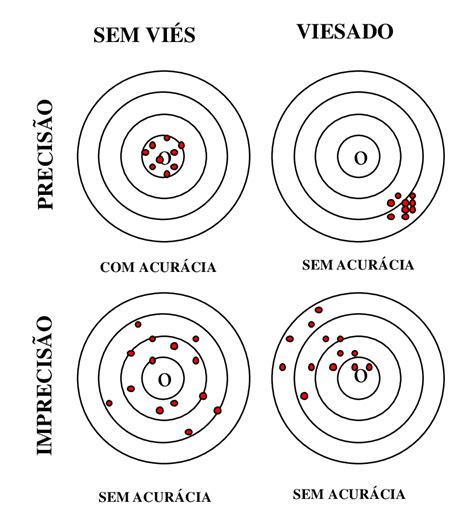 SEM VIÉS
VIESADO
PRECISÃO
O
O
COM ACURÁCIA
SEM ACURÁCIA
IMPRECISÃO
O
O
SEM ACURÁCIA
SEM ACURÁCIA